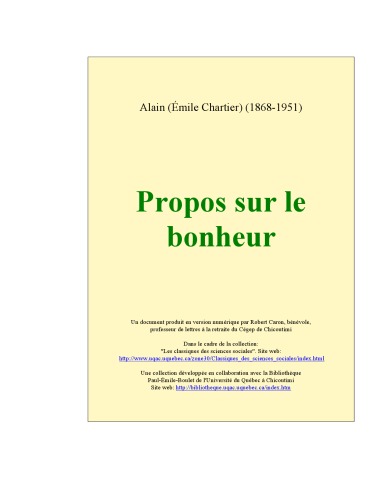 Alain (Émile Chartier) (1868-1951)
Propos sur le
bonheur
Un document produit en version numérique par Robert Caron, bénévole,
professeur de lettres à la retraite du Cégep de Chicoutimi
Dans le cadre de la collection:
"Les classiques des sciences sociales". Site web:
http://www.uqac.uquebec.ca/zone30/Classiques_des_sciences_sociales/index.html
Une collection développée en collaboration avec la Bibliothèque
Paul-Émile-Boulet de l'Université du Québec à Chicoutimi
Site web: http://bibliotheque.uqac.uquebec.ca/index.htm